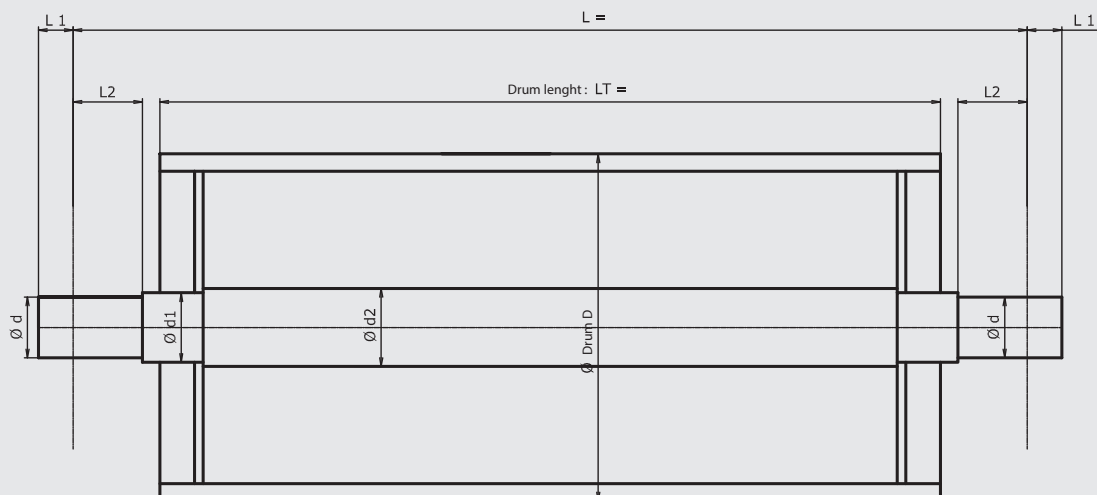 L 1
L =
L 1
L2
Drum lenght : LT =
L2
Ø d
Ø d1
Ø d2
Ø Drum D
Ø d